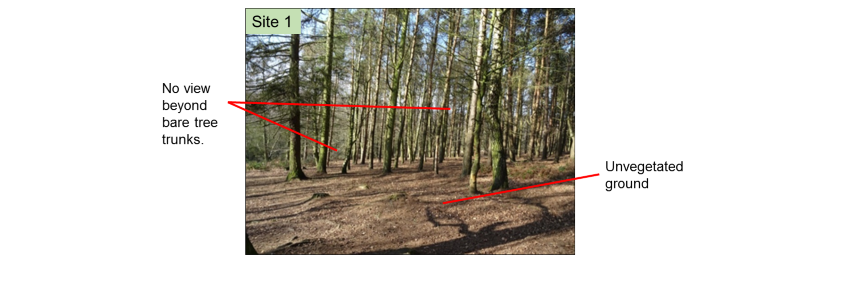 Site 1
No view
beyond
bare tree
trunks.
Unvegetated
ground